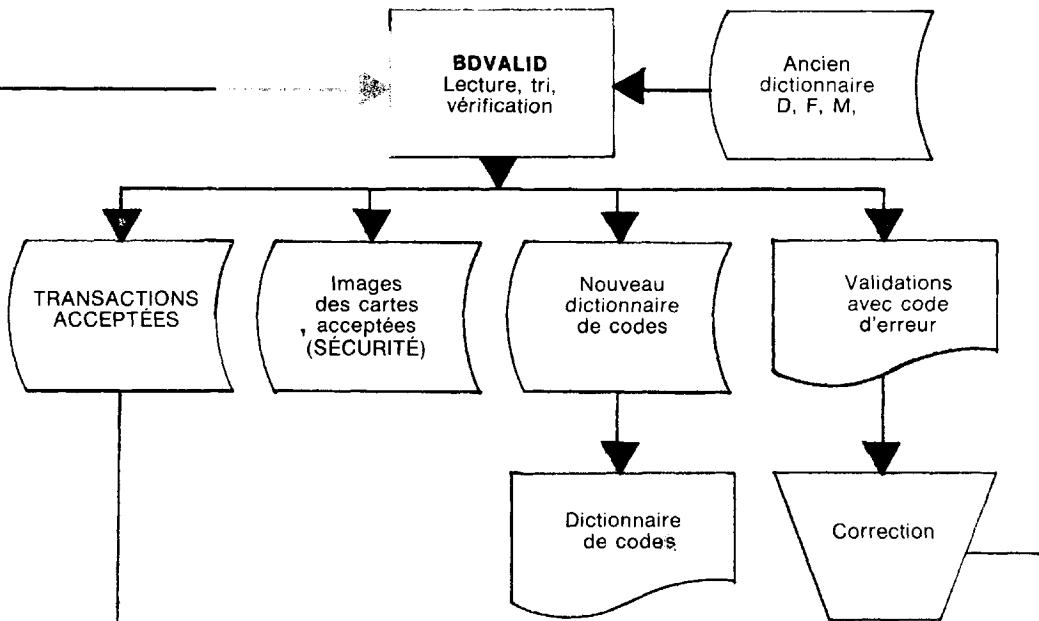 BDVALID
Lecture, tri,
vérification
Ancien
dictionnaire
D, F, M,
TRANSACTIONS
ACCEPTÉES
Images
des cartes
, acceptées
(SÉCURITÉ)
Nouveau
dictionnaire
de codes
Validations
avec code
d'erreur
Dictionnaire
de codes
Correction